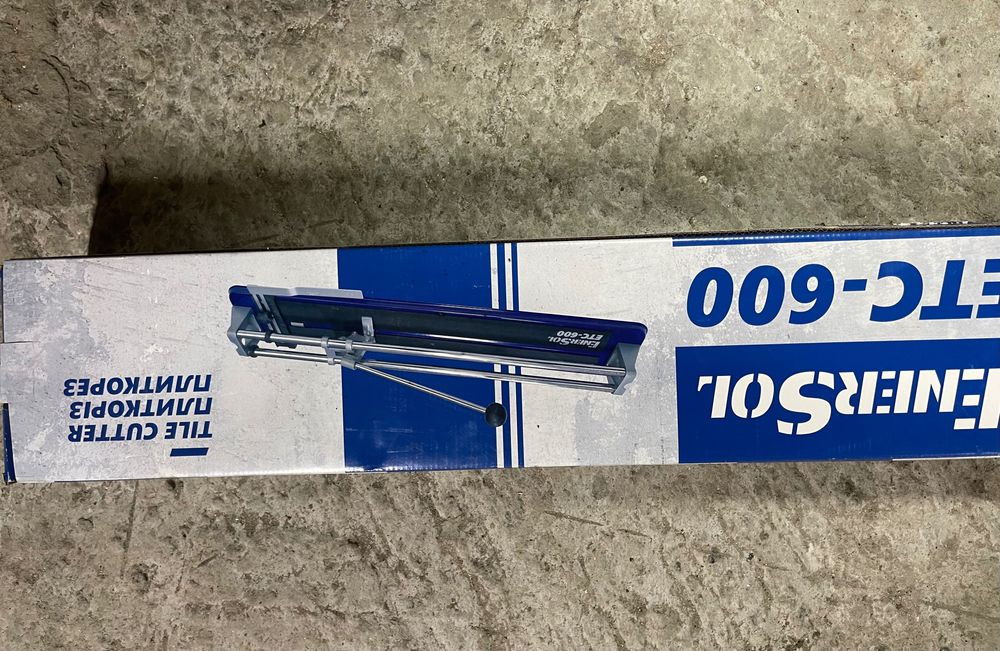 ENERSOL
ETC-600
ENERSOL
ETC-600
TILE CUTTER
ПЛИТКОРІЗ
ПЛИТКОРЕЗ